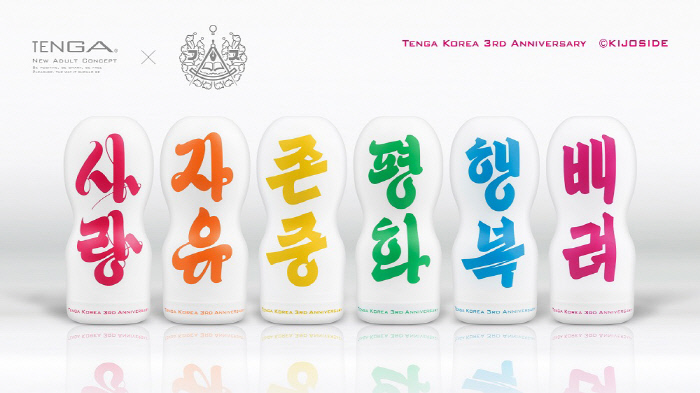 TENGA®
NEW ADULT CONCEPT
TENGA KOREA 3RD ANNIVERSARY ©KIJOSIDE
사랑
자유
존중
평화
행복
배려
TENGA KOREA 3RD ANNIVERSARY
TENGA KOREA 3RD ANNIVERSARY
TENGA KOREA 3RD ANNIVERSARY
TENGA KOREA 3RD ANNIVERSARY
TENGA KOREA 3RD ANNIVERSARY
TENGA KOREA 3RD ANNIVERSARY